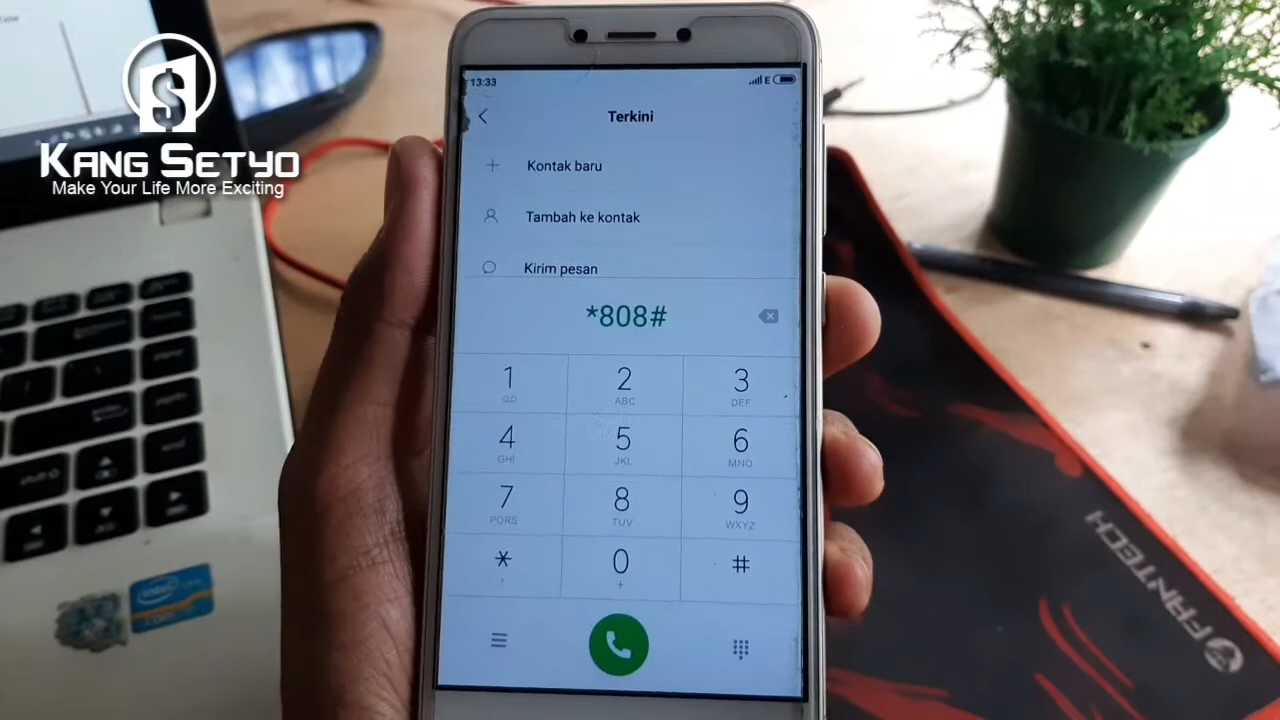 KANG SETYO
Make Your Life More Exciting
13:33
E
Terkini
Kontak baru
Tambah ke kontak
Kirim pesan
*808#
1
2
ABC
3
DEF
4
GHI
5
JKL
6
MNO
7
PQRS
8
TUV
9
WXYZ
*
0
+
#
intel
FANTECH